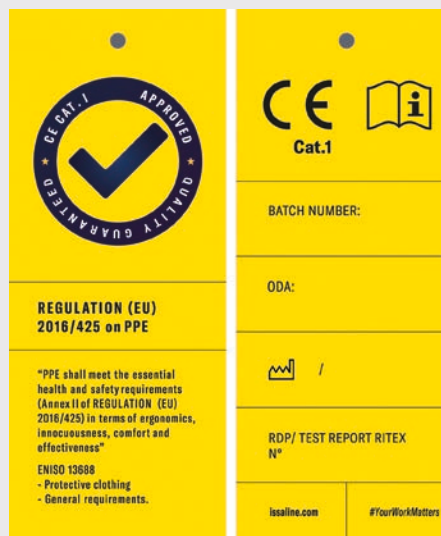 CE CAT.1 APPROVED
QUALITY GUARANTEED
REGULATION (EU)
2016/425 on PPE
"PPE shall meet the essential
health and safety requirements
(Annex II of REGULATION (EU)
2016/425) in terms of ergonomics,
innocuousness, comfort and
effectiveness"
ENISO 13688
- Protective clothing
- General requirements.
CE
i
Cat.1
BATCH NUMBER:
ODA:
/
RDP/ TEST REPORT RITEX
N°
issaline.com
#YourWorkMatters